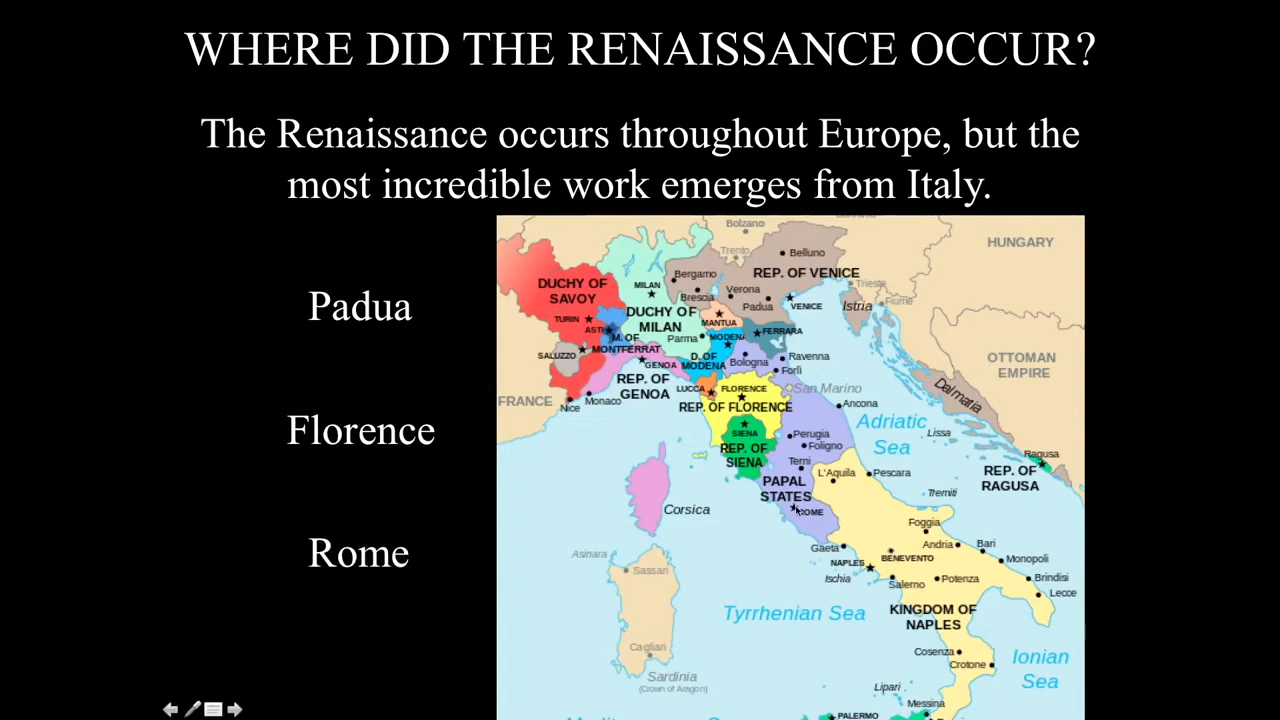 WHERE DID THE RENAISSANCE OCCUR?
The Renaissance occurs throughout Europe, but the
most incredible work emerges from Italy.
Padua
Florence
Rome
Bolzano
Trento
Belluno
HUNGARY
REP. OF VENICE
Bergamo
Brescia
Verona
Padua
VENICE
Trieste
Fiume
Istria
DUCHY OF
SAVOY
MILAN
DUCHY OF
MILAN
TURIN
ASTI
M. OF
MONTFERRAT
SALUZZO
Parma
MANTUA
MODENA
FERRARA
D. OF
MODENA
Bologna
Ravenna
Forlì
GENOA
REP. OF
GENOA
FRANCE
Nice
Monaco
LUCCA
FLORENCE
REP. OF FLORENCE
San Marino
Ancona
OTTOMAN
EMPIRE
Dalmatia
Adriatic
Sea
Lissa
SIENA
REP. OF
SIENA
Perugia
Foligno
Terni
PAPAL
STATES
ROME
L'Aquila
Pescara
Ragusa
REP. OF
RAGUSA
Tremiti
Corsica
Asinara
Sassari
Cagliari
Sardinia
(Crown of Aragon)
Gaeta
NAPLES
Ischia
BENEVENTO
Foggia
Andria
Bari
Monopoli
Brindisi
Lecce
Salerno
Potenza
KINGDOM OF
NAPLES
Tyrrhenian Sea
Cosenza
Crotone
Ionian
Sea
Lipari
Messina
PALERMO